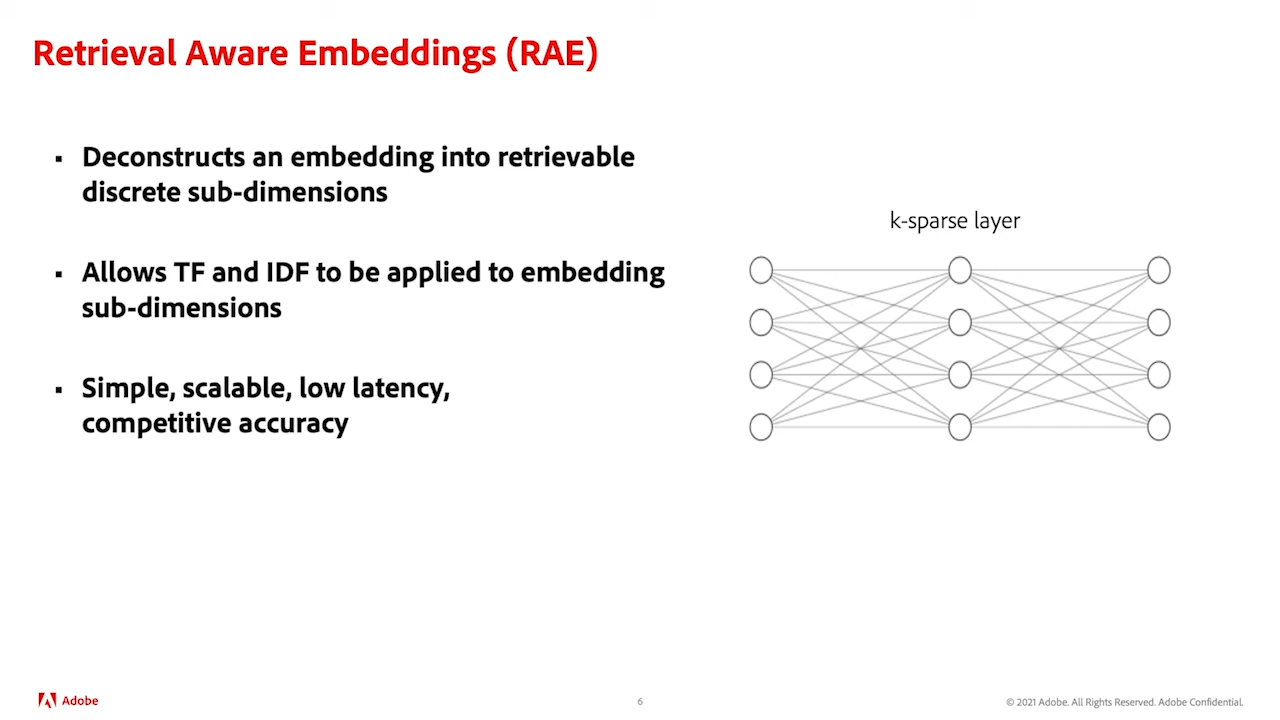 Retrieval Aware Embeddings (RAE)
▪ Deconstructs an embedding into retrievable
discrete sub-dimensions
▪ Allows TF and IDF to be applied to embedding
sub-dimensions
▪ Simple, scalable, low latency,
competitive accuracy
k-sparse layer
Adobe
6
© 2021 Adobe. All Rights Reserved. Adobe Confidential.